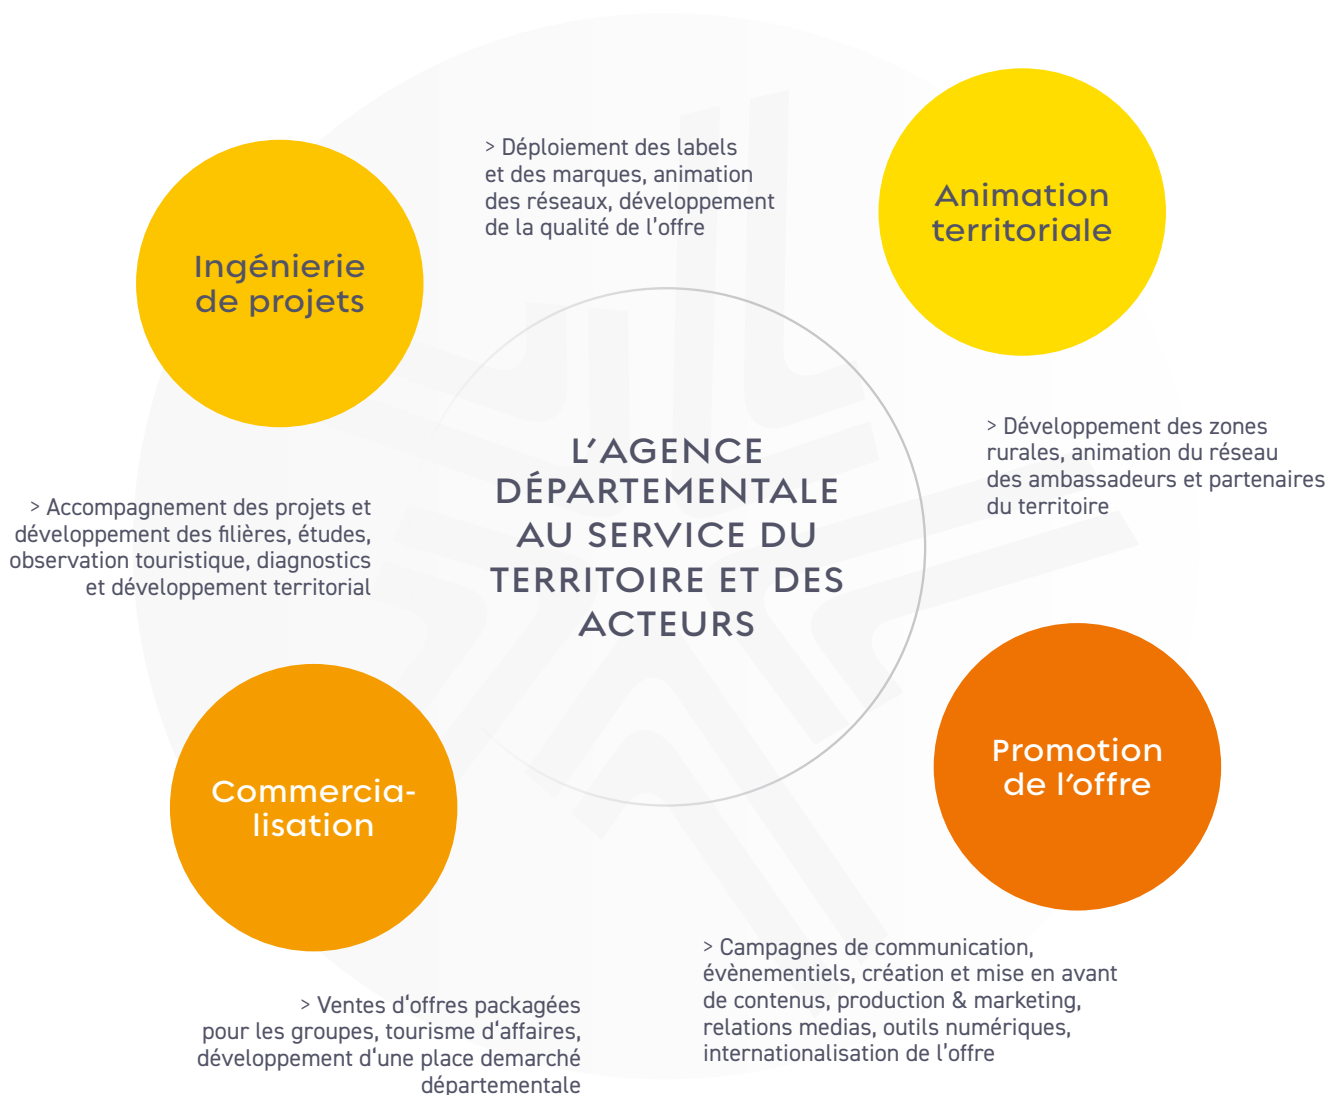 > Déploiement des labels
et des marques, animation
des réseaux, développement
de la qualité de l’offre
Animation
territoriale
Ingénierie
de projets
> Développement des zones
rurales, animation du réseau
des ambassadeurs et partenaires
du territoire
L’AGENCE
DÉPARTEMENTALE
AU SERVICE DU
TERRITOIRE ET DES
ACTEURS
> Accompagnement des projets et
développement des filières, études,
observation touristique, diagnostics
et développement territorial
Promotion
de l’offre
Commercia-
lisation
> Campagnes de communication,
évènementiels, création et mise en avant
de contenus, production & marketing,
relations medias, outils numériques,
internationalisation de l’offre
> Ventes d‘offres packagées
pour les groupes, tourisme d‘affaires,
développement d‘une place demarché
départementale